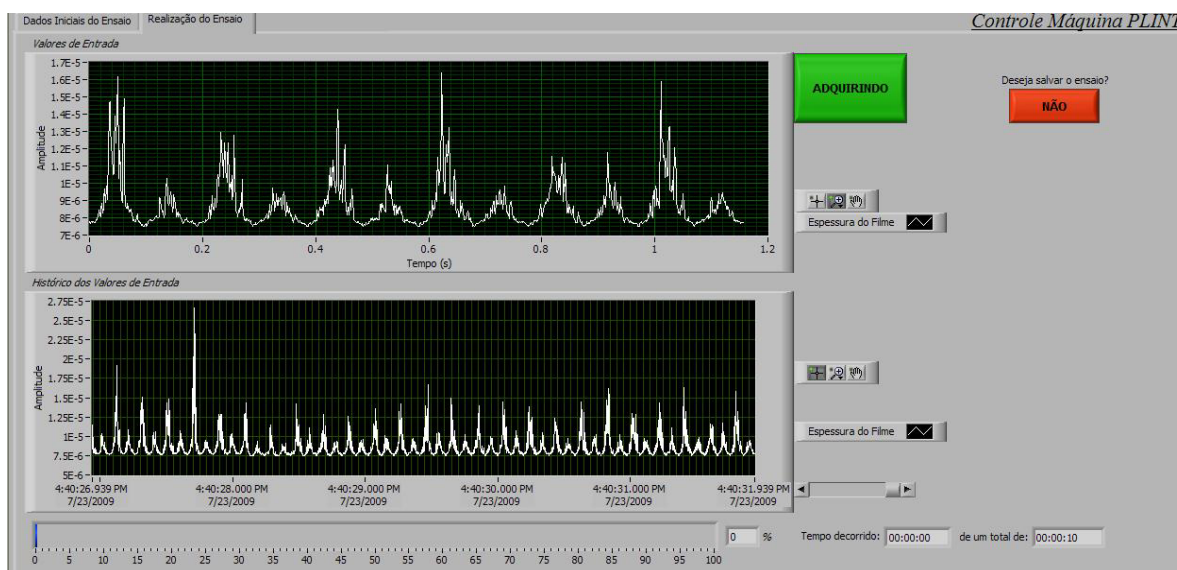 Dados Iniciais do Ensaio Realização do Ensaio Controle Máquina PLINT
Valores de Entrada
1.7E-5
1.6E-5
1.5E-5
1.4E-5
1.3E-5
1.2E-5
1.1E-5
1E-5
9E-6
8E-6
7E-6
Amplitude
0 0.2 0.4 0.6 0.8 1 1.2
Tempo (s)
ADQUIRINDO
Deseja salvar o ensaio?
NÃO
Espessura do Filme
Histórico dos Valores de Entrada
2.75E-5
2.5E-5
2.25E-5
2E-5
1.75E-5
1.5E-5
1.25E-5
1E-5
7.5E-6
5E-6
Amplitude
4:40:26.939 PM 4:40:28.000 PM 4:40:29.000 PM 4:40:30.000 PM 4:40:31.000 PM 4:40:31.939 PM
7/23/2009 7/23/2009 7/23/2009 7/23/2009 7/23/2009 7/23/2009
Espessura do Filme
0 %
0 5 10 15 20 25 30 35 40 45 50 55 60 65 70 75 80 85 90 95 100
Tempo decorrido: 00:00:00 de um total de: 00:00:10